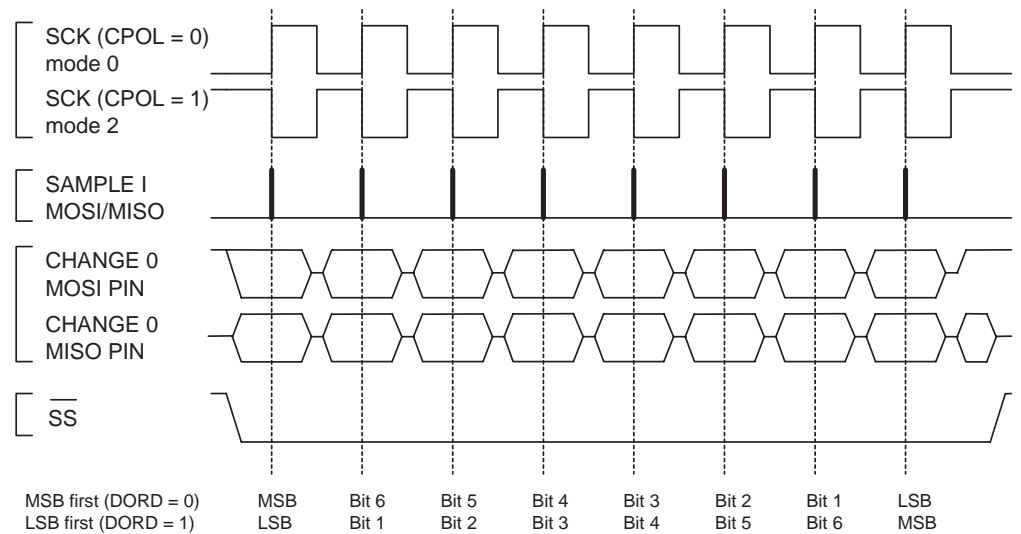 SCK (CPOL = 0)
mode 0
SCK (CPOL = 1)
mode 2
SAMPLE I
MOSI/MISO
CHANGE 0
MOSI PIN
CHANGE 0
MISO PIN
SS
MSB first (DORD = 0) MSB Bit 6 Bit 5 Bit 4 Bit 3 Bit 2 Bit 1 LSB
LSB first (DORD = 1) LSB Bit 1 Bit 2 Bit 3 Bit 4 Bit 5 Bit 6 MSB